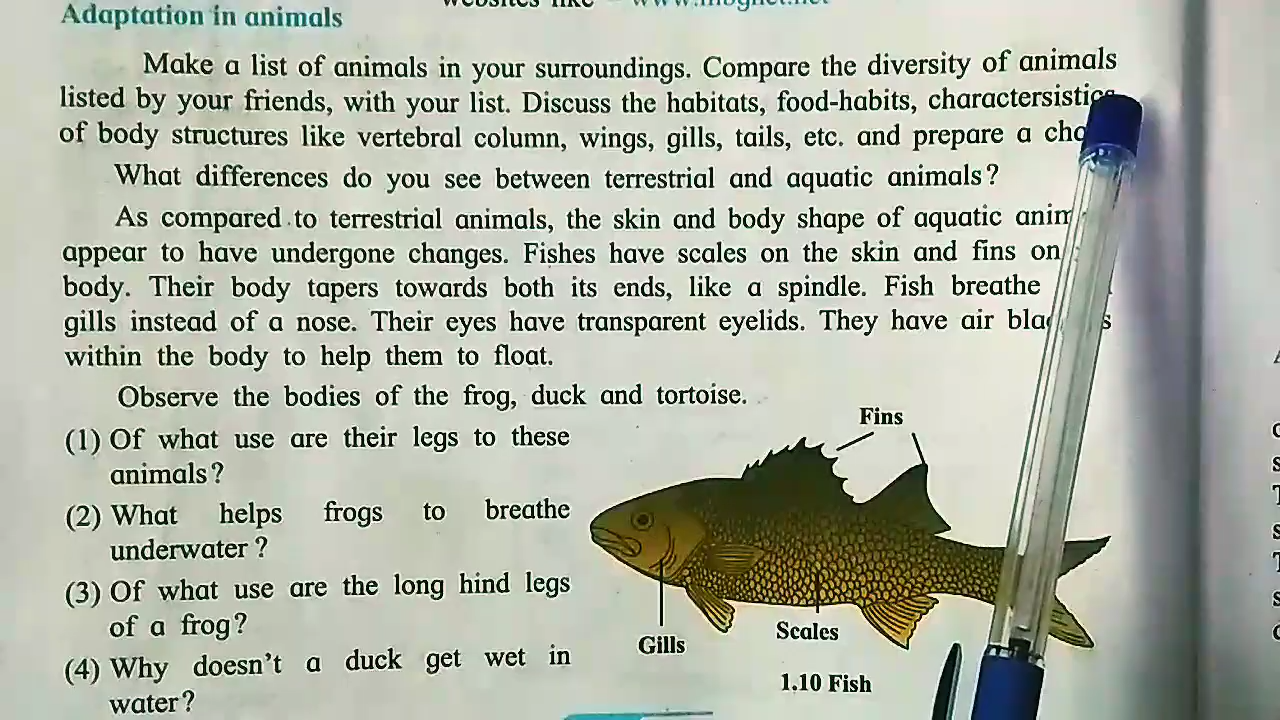 Adaptation in animals
Make a list of animals in your surroundings. Compare the diversity of animals
listed by your friends, with your list. Discuss the habitats, food-habits, charactersistics
of body structures like vertebral column, wings, gills, tails, etc. and prepare a
What differences do you see between terrestrial and aquatic animals?
As compared to terrestrial animals, the skin and body shape of aquatic
appear to have undergone changes. Fishes have scales on the skin and fins on
body. Their body tapers towards both its ends, like a spindle. Fish breathe
gills instead of a nose. Their eyes have transparent eyelids. They have air
within the body to help them to float.
Observe the bodies of the frog, duck and tortoise.
(1) Of what use are their legs to these
animals?
(2) What helps frogs to breathe
underwater?
(3) Of what use are the long hind legs
of a frog?
(4) Why doesn't a duck get wet in
water?
Fins
Gills
Scales
1.10 Fish